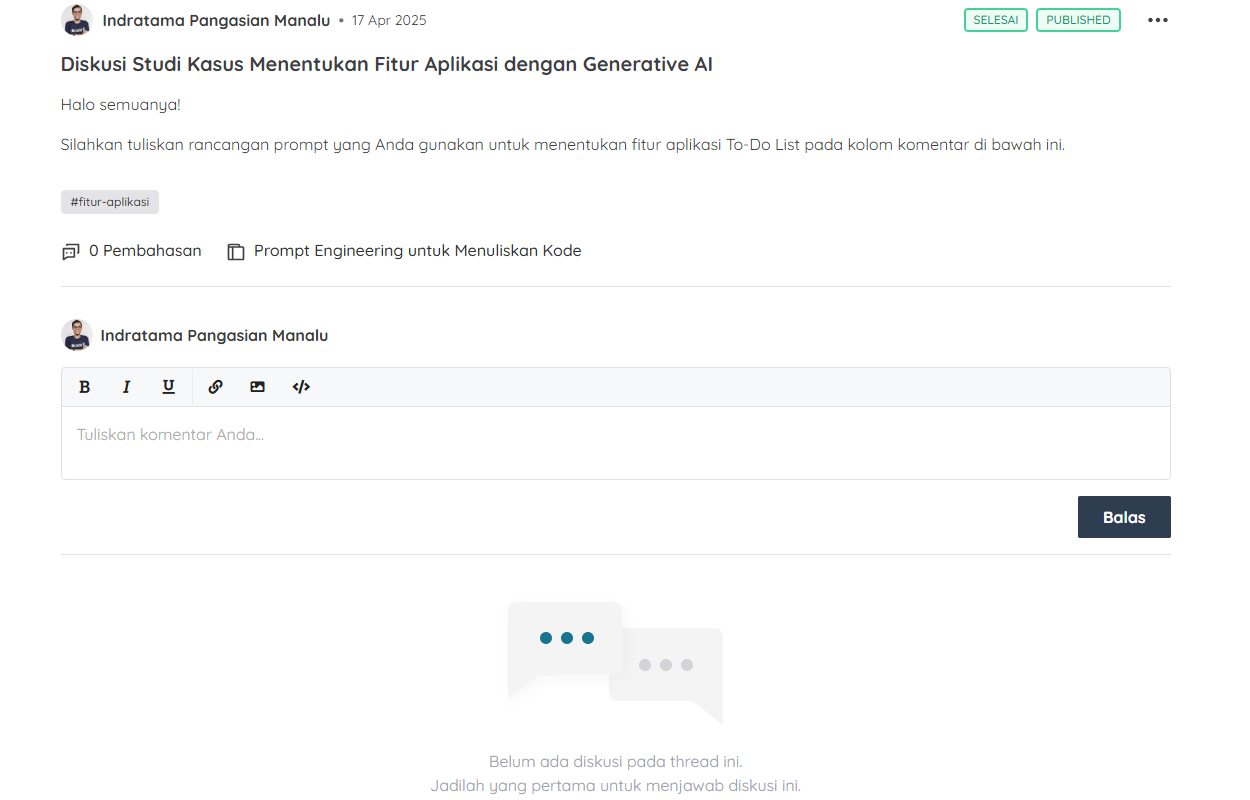 Indratama Pangasian Manalu • 17 Apr 2025 SELESAI PUBLISHED
Diskusi Studi Kasus Menentukan Fitur Aplikasi dengan Generative AI
Halo semuanya!
Silahkan tuliskan rancangan prompt yang Anda gunakan untuk menentukan fitur aplikasi To-Do List pada kolom komentar di bawah ini.
#fitur-aplikasi
0 Pembahasan Prompt Engineering untuk Menuliskan Kode
Indratama Pangasian Manalu
B I U </>
Tuliskan komentar Anda...
Balas
Belum ada diskusi pada thread ini.
Jadilah yang pertama untuk menjawab diskusi ini.